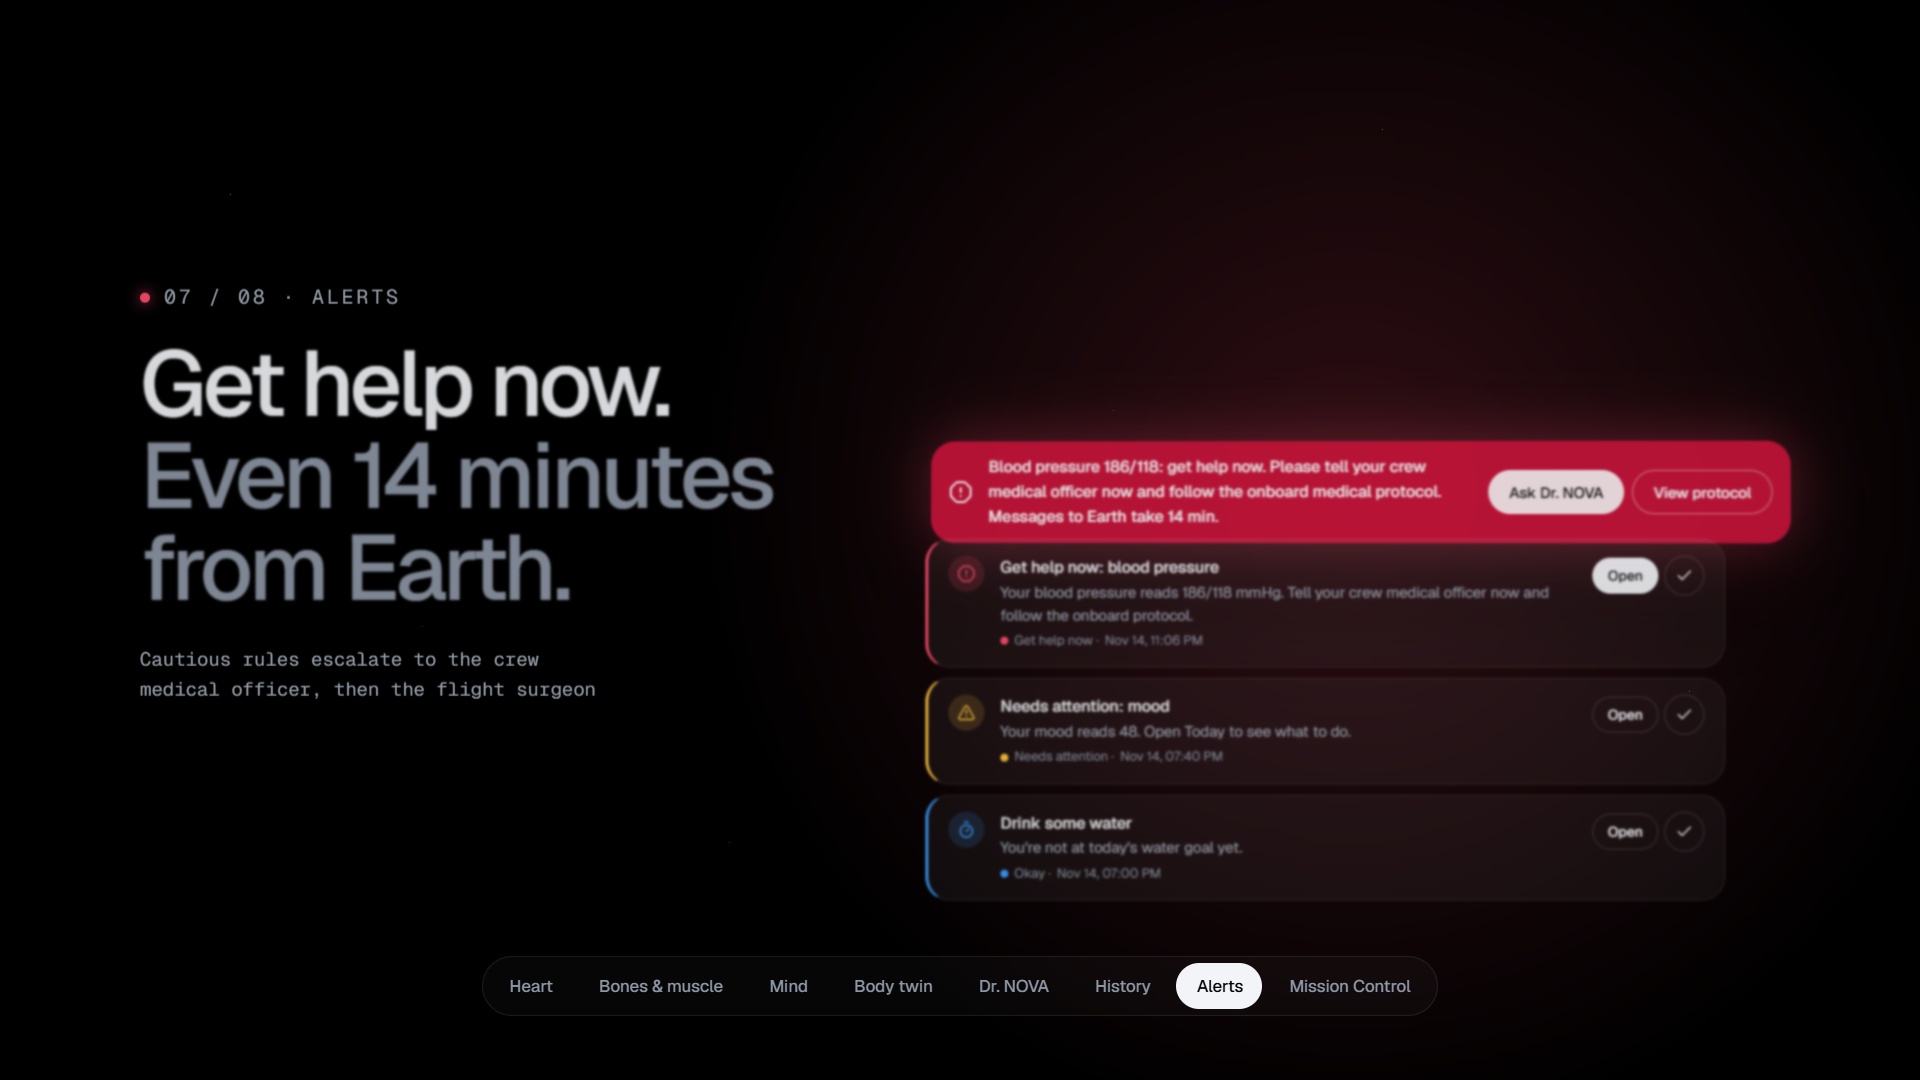 07 / 08 · ALERTS
Get help now.
Even 14 minutes
from Earth.
Cautious rules escalate to the crew
medical officer, then the flight surgeon
Blood pressure 186/118: get help now. Please tell your crew
medical officer now and follow the onboard medical protocol.
Messages to Earth take 14 min.
Ask Dr. NOVA
View protocol
Get help now: blood pressure
Your blood pressure reads 186/118 mmHg. Tell your crew medical officer now and
follow the onboard protocol.
Get help now · Nov 14, 11:06 PM
Open
Needs attention: mood
Your mood reads 48. Open Today to see what to do.
Needs attention · Nov 14, 07:40 PM
Open
Drink some water
You're not at today's water goal yet.
Okay · Nov 14, 07:00 PM
Open
Heart
Bones & muscle
Mind
Body twin
Dr. NOVA
History
Alerts
Mission Control